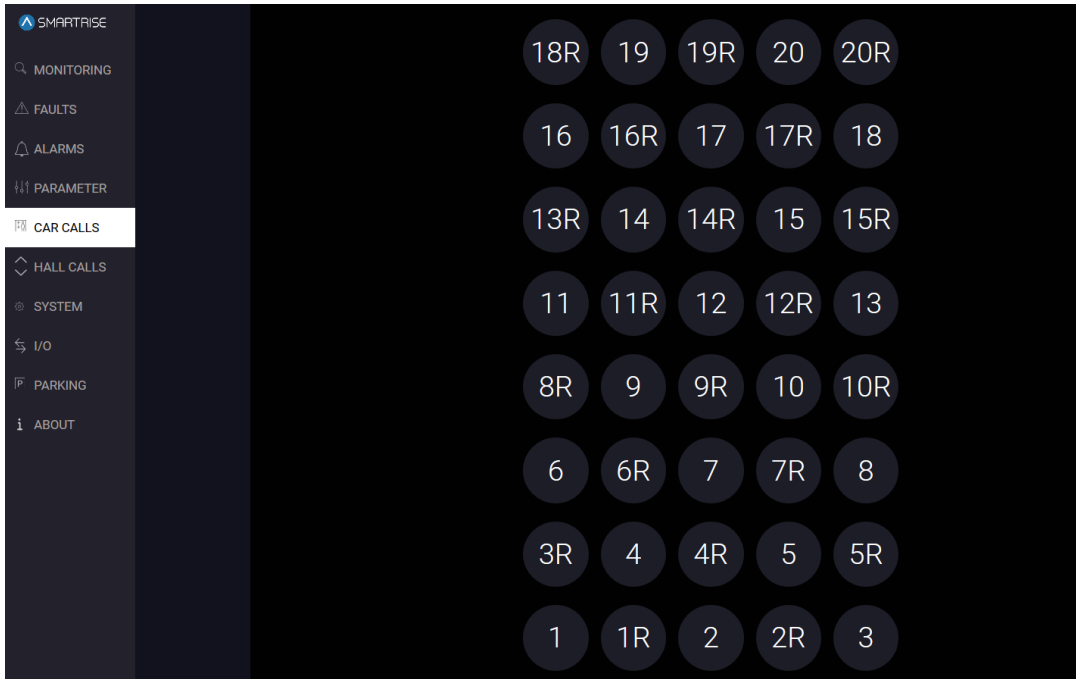 SMARTRISE
MONITORING
FAULTS
ALARMS
PARAMETER
CAR CALLS
HALL CALLS
SYSTEM
I/O
PARKING
ABOUT
18R 19 19R 20 20R
16 16R 17 17R 18
13R 14 14R 15 15R
11 11R 12 12R 13
8R 9 9R 10 10R
6 6R 7 7R 8
3R 4 4R 5 5R
1 1R 2 2R 3